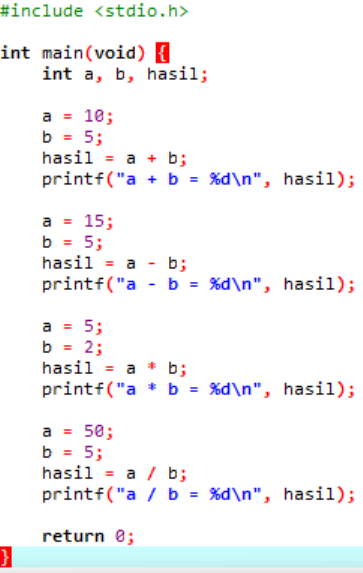 #include <stdio.h>
int main(void) {
int a, b, hasil;
a = 10;
b = 5;
hasil = a + b;
printf("a + b = %d\n", hasil);
a = 15;
b = 5;
hasil = a - b;
printf("a - b = %d\n", hasil);
a = 5;
b = 2;
hasil = a * b;
printf("a * b = %d\n", hasil);
a = 50;
b = 5;
hasil = a / b;
printf("a / b = %d\n", hasil);
return 0;
}